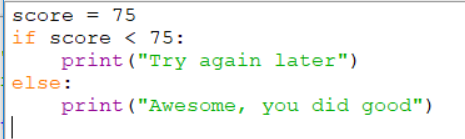 score = 75
if score < 75:
    print("Try again later")
else:
    print("Awesome, you did good")